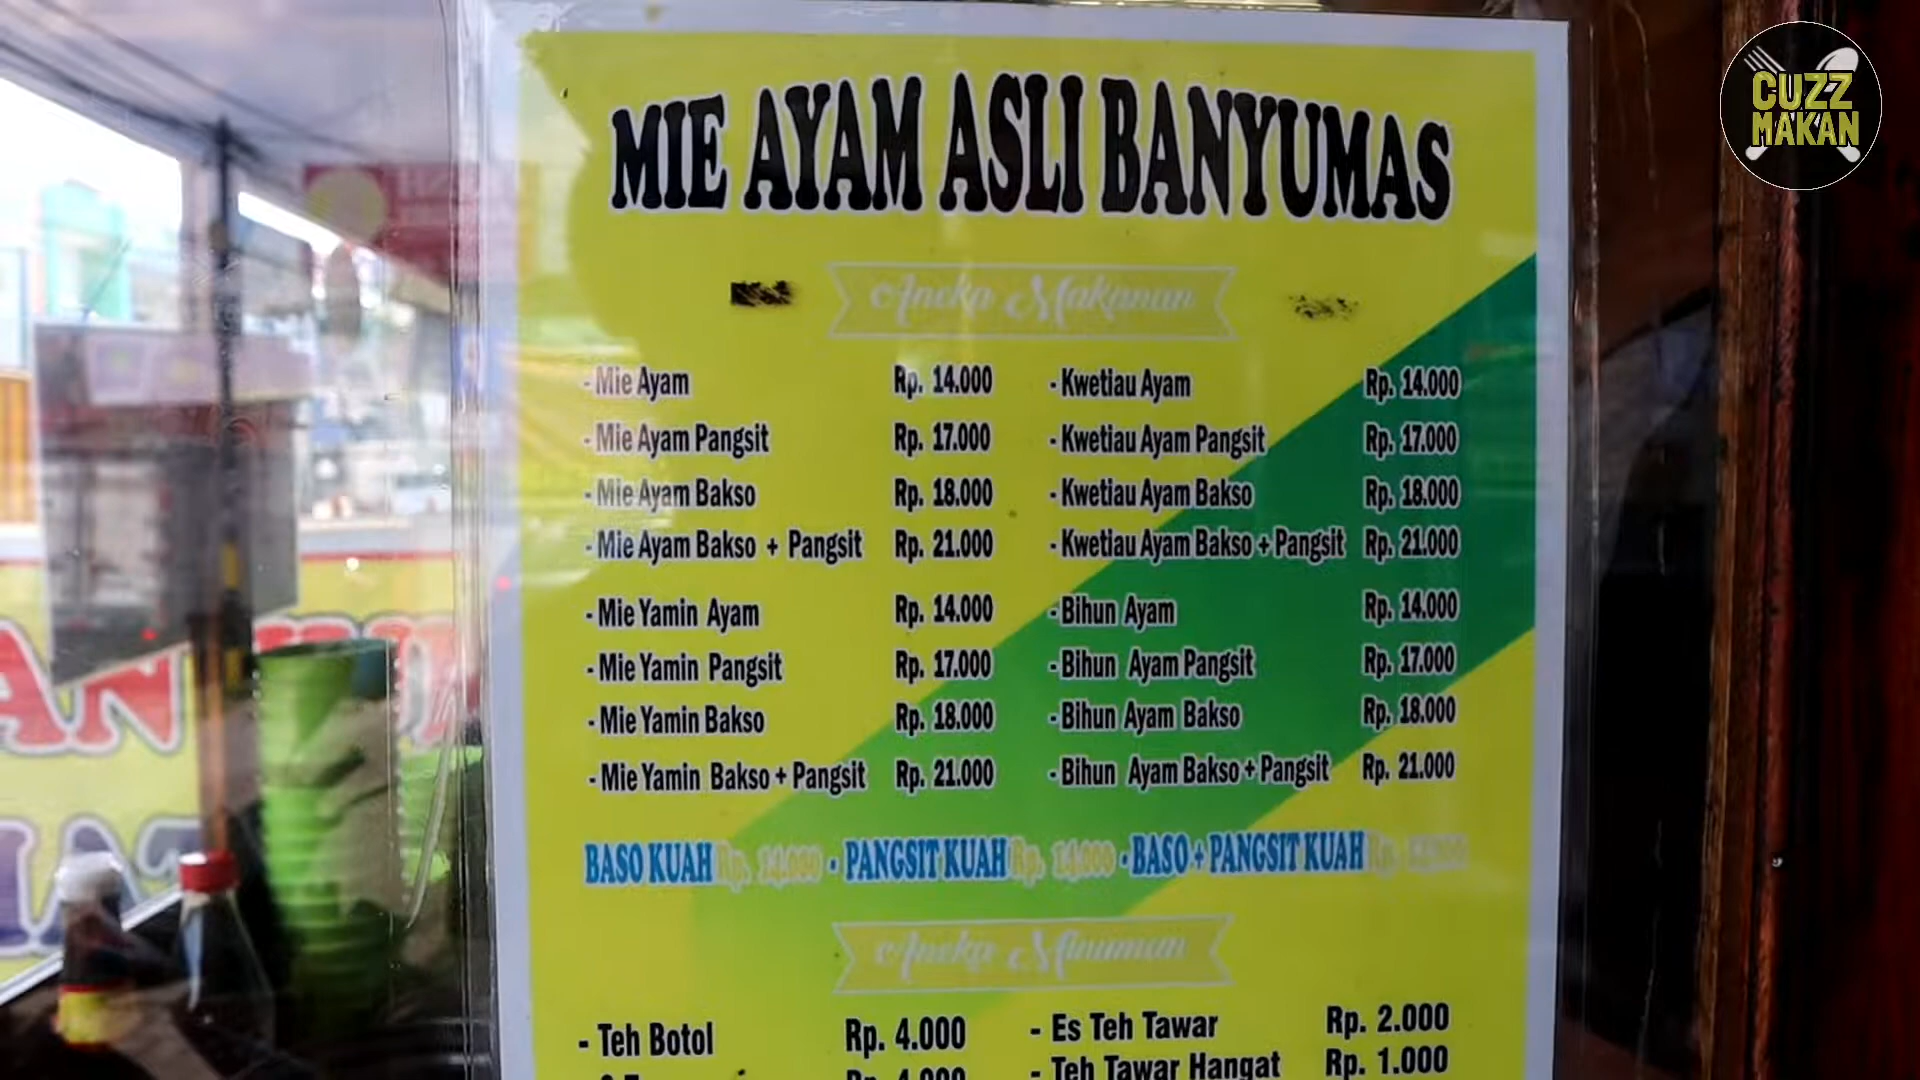 CUZZ
MAKAN
MIE AYAM ASLI BANYUMAS
Aneka Makanan
- Mie Ayam Rp. 14.000 - Kwetiau Ayam Rp. 14.000
- Mie Ayam Pangsit Rp. 17.000 - Kwetiau Ayam Pangsit Rp. 17.000
- Mie Ayam Bakso Rp. 18.000 - Kwetiau Ayam Bakso Rp. 18.000
- Mie Ayam Bakso + Pangsit Rp. 21.000 - Kwetiau Ayam Bakso + Pangsit Rp. 21.000
- Mie Yamin Ayam Rp. 14.000 - Bihun Ayam Rp. 14.000
- Mie Yamin Pangsit Rp. 17.000 - Bihun Ayam Pangsit Rp. 17.000
- Mie Yamin Bakso Rp. 18.000 - Bihun Ayam Bakso Rp. 18.000
- Mie Yamin Bakso + Pangsit Rp. 21.000 - Bihun Ayam Bakso + Pangsit Rp. 21.000
BASO KUAH Rp. 14.000 - PANGSIT KUAH Rp. 14.000 - BASO + PANGSIT KUAH Rp.
Aneka Minuman
- Teh Botol Rp. 4.000 - Es Teh Tawar Rp. 2.000
- Teh Tawar Hangat Rp. 1.000